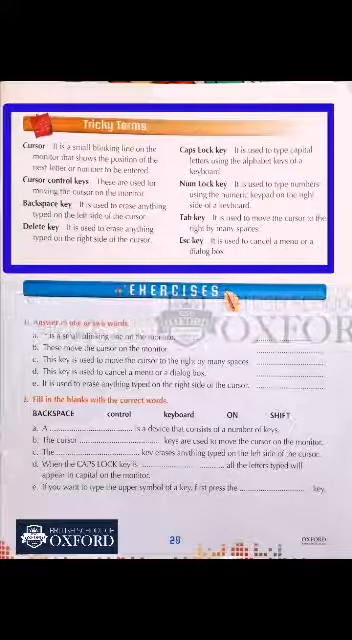 Tricky Terms
Cursor It is a small blinking line on the
monitor that shows the position of the
next letter or number to be entered.
Cursor control keys These are used for
moving the cursor on the monitor.
Backspace key It is used to erase anything
typed on the left side of the cursor.
Delete key It is used to erase anything
typed on the right side of the cursor.
Caps Lock key It is used to type capital
letters using the alphabet keys of a
keyboard.
Num Lock key It is used to type numbers
using the numeric keypad on the right
side of a keyboard.
Tab key It is used to move the cursor to the
right by many spaces.
Esc key It is used to cancel a menu or a
dialog box.
EXERCISES
Answer in one or two words.
a. It is a small blinking line on the monitor.
b. These move the cursor on the monitor.
c. This key is used to move the cursor to the right by many spaces.
d. This key is used to cancel a menu or a dialog box.
e. It is used to erase anything typed on the right side of the cursor.
Fill in the blanks with the correct words.
BACKSPACE control keyboard ON SHIFT
a. A .......... is a device that consists of a number of keys.
b. The cursor .......... keys are used to move the cursor on the monitor.
c. The .......... key erases anything typed on the left side of the cursor.
d. When the CAPS LOCK key is .......... all the letters typed will
appear in capital on the monitor.
e. If you want to type the upper symbol of a key, first press the .......... key.
BRITISH SCHOOL OF
OXFORD
29
OXFORD
OXFORD